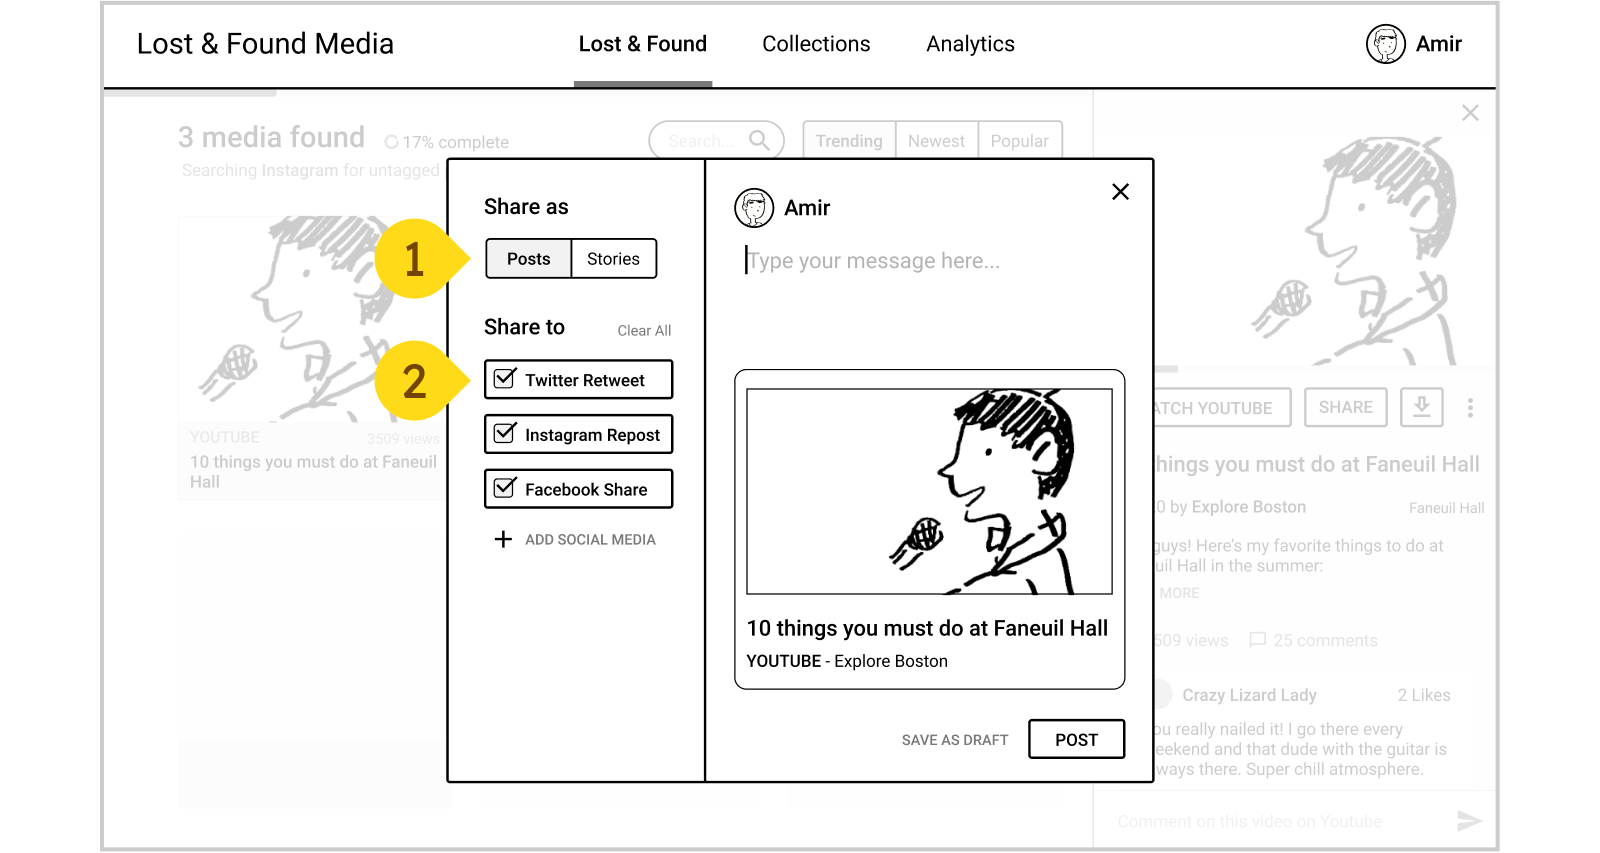 Lost & Found Media
Lost & Found
Collections
Analytics
Amir
3 media found
17% complete
Search...
Trending
Newest
Popular
Searching Instagram for untagged
YOUTUBE
3509 views
10 things you must do at Faneuil
Hall
1
2
Share as
Posts
Stories
Share to
Clear All
Twitter Retweet
Instagram Repost
Facebook Share
ADD SOCIAL MEDIA
Amir
Type your message here...
10 things you must do at Faneuil Hall
YOUTUBE - Explore Boston
SAVE AS DRAFT
POST
ATCH YOUTUBE
SHARE
hings you must do at Faneuil Hall
0 by Explore Boston
Faneuil Hall
guys! Here's my favorite things to do at
uil Hall in the summer:
MORE
509 views
25 comments
Crazy Lizard Lady
2 Likes
ou really nailed it! I go there every
eekend and that dude with the guitar is
ways there. Super chill atmosphere.
Comment on this video on Youtube